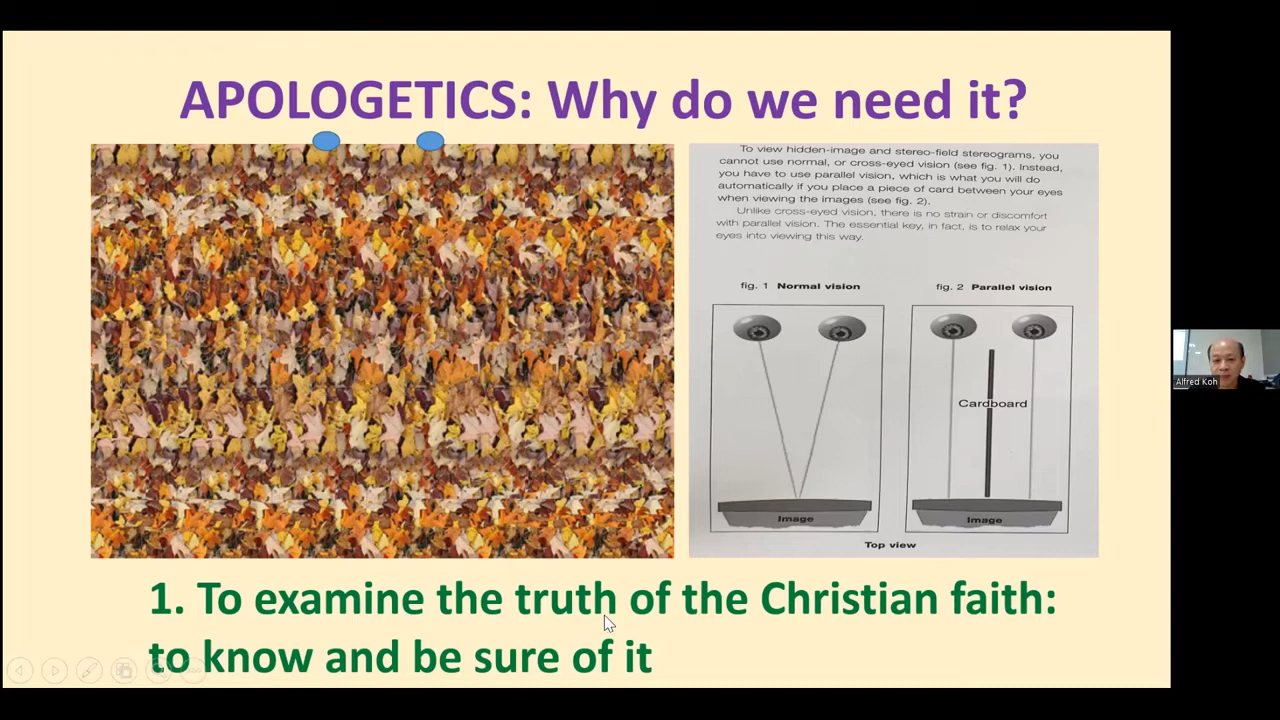 APOLOGETICS: Why do we need it?
To view hidden-image and stereo-field stereograms, you
cannot use normal, or cross-eyed vision (see fig. 1). Instead,
you have to use parallel vision, which is what you will do
automatically if you place a piece of card between your eyes
when viewing the images (see fig. 2).
Unlike cross-eyed vision, there is no strain or discomfort
with parallel vision. The essential key, in fact, is to relax your
eyes into viewing this way.
fig. 1 Normal vision
fig. 2 Parallel vision
Cardboard
Image
Image
Top view
Alfred Koh
1. To examine the truth of the Christian faith:
to know and be sure of it